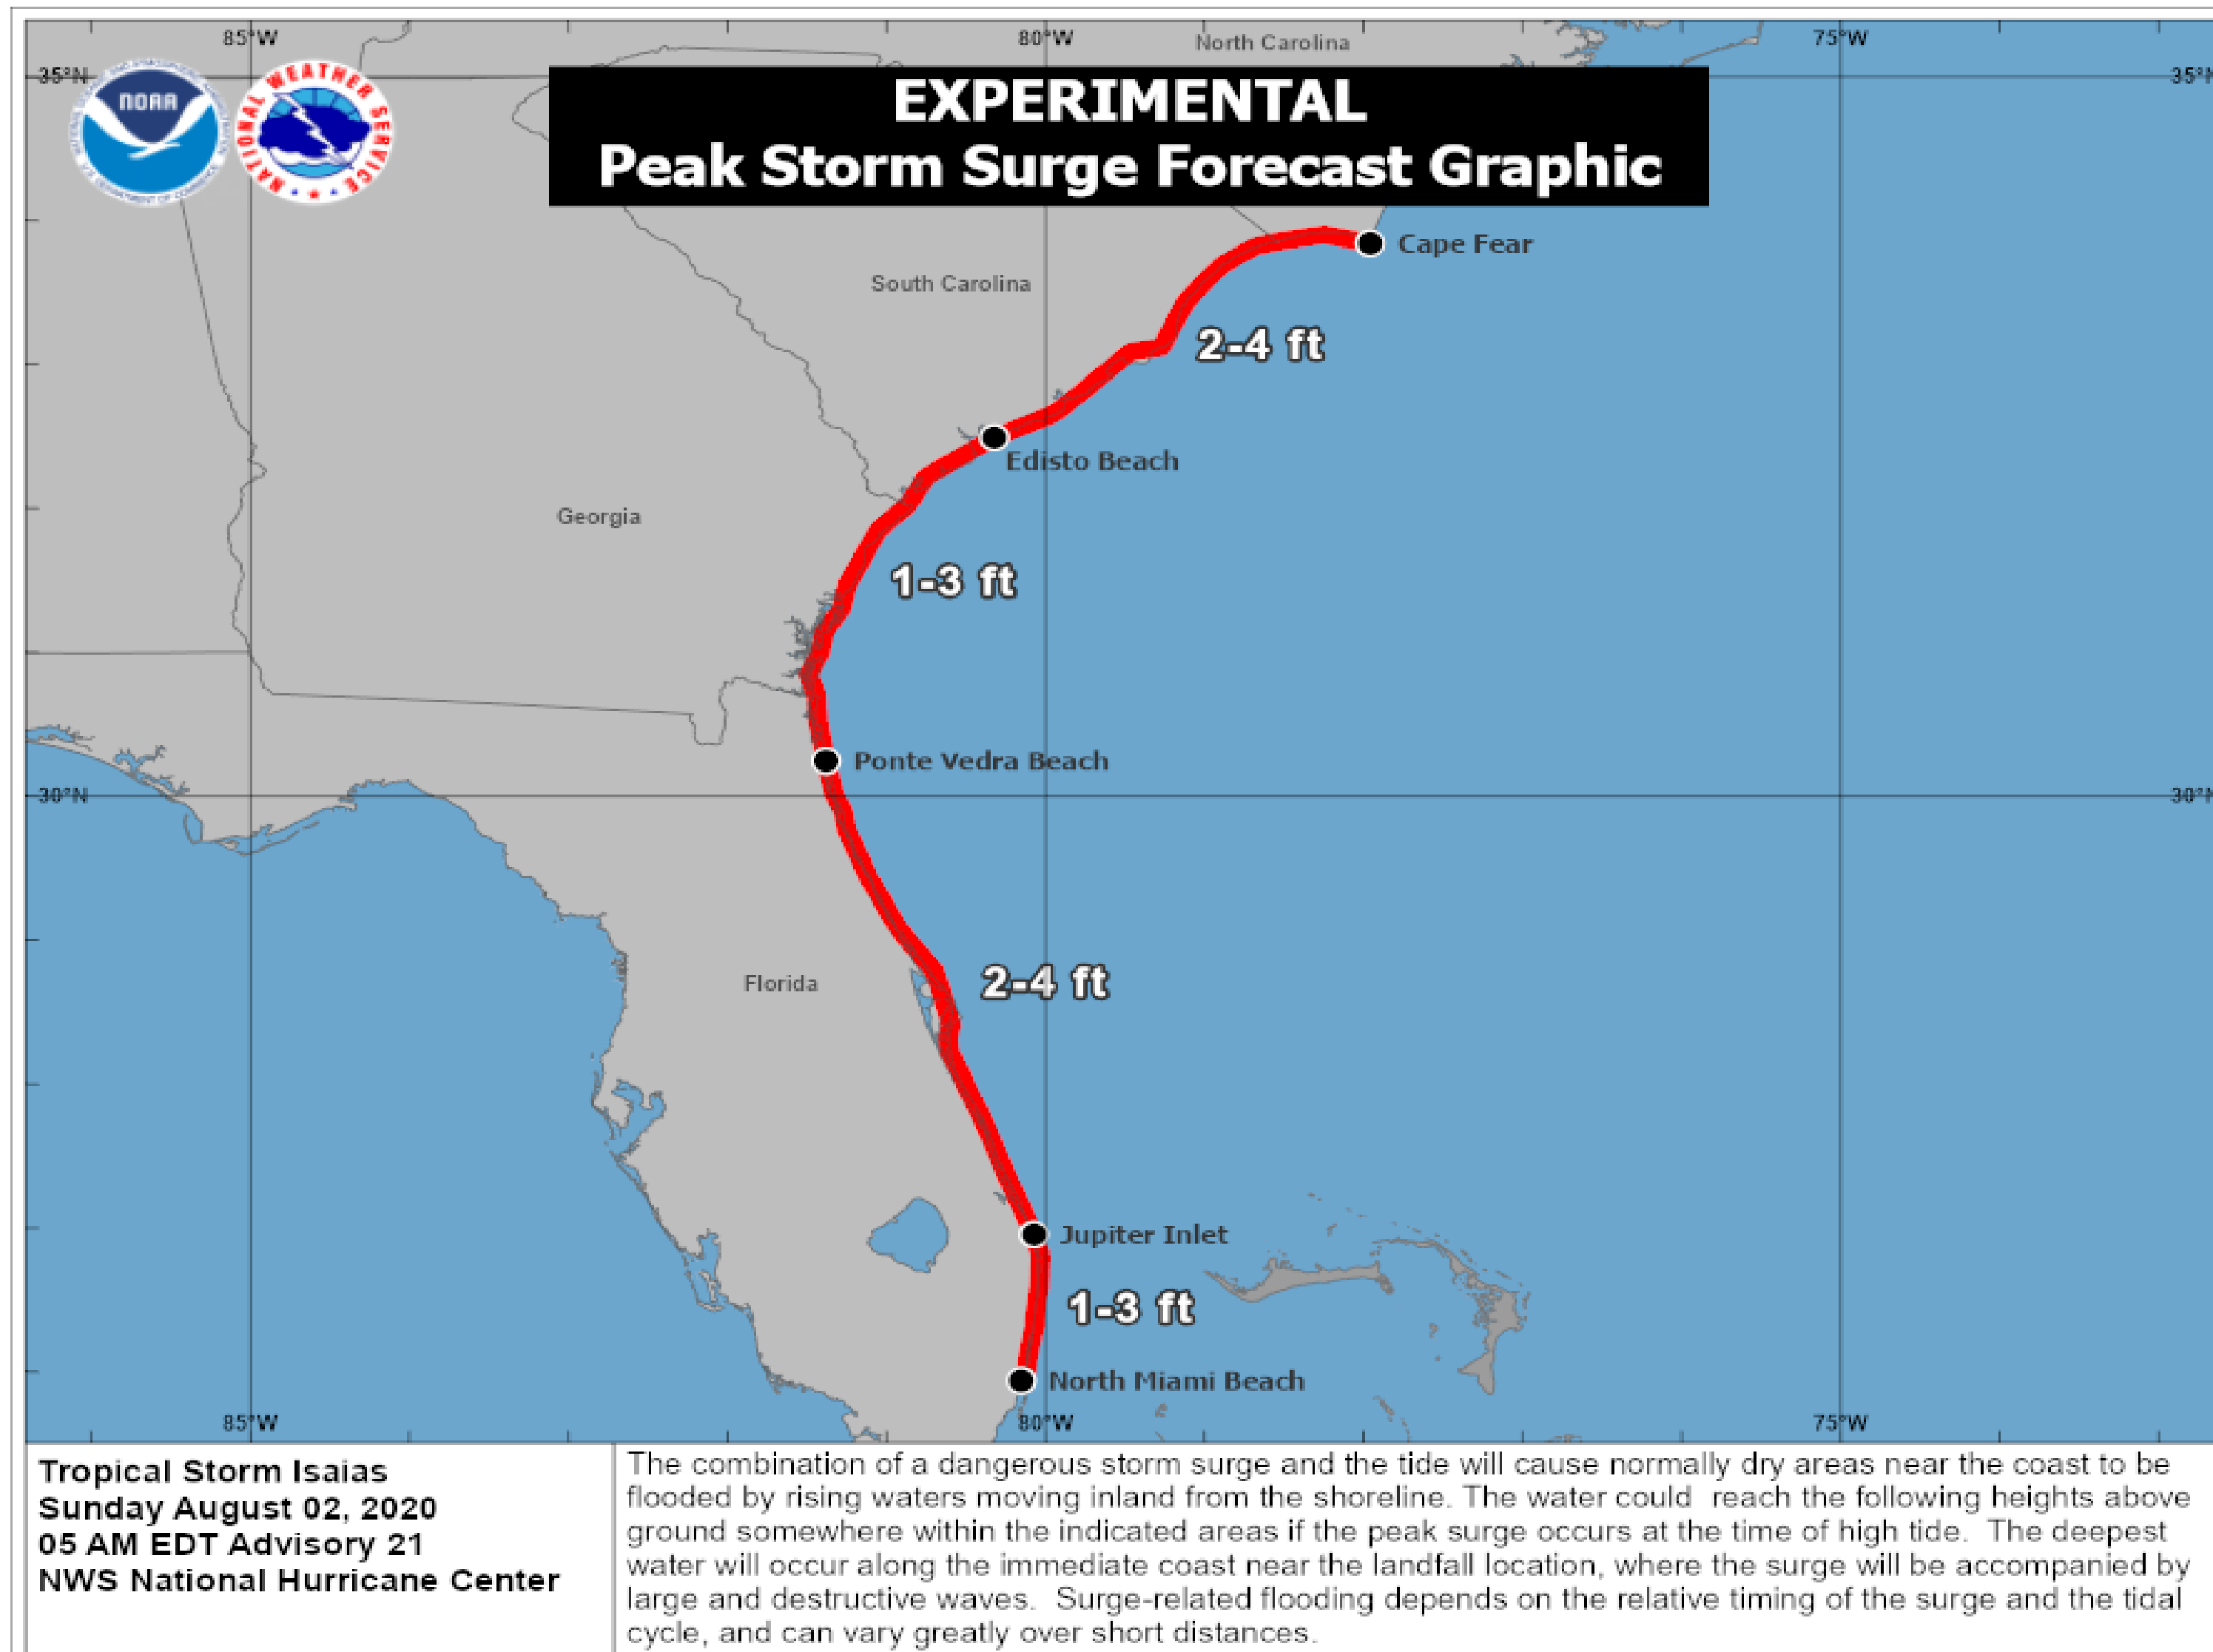 85°W
80°W
75°W
North Carolina
35°N
35°N
NOAA
NATIONAL WEATHER SERVICE
EXPERIMENTAL
Peak Storm Surge Forecast Graphic
Cape Fear
South Carolina
2-4 ft
Edisto Beach
Georgia
1-3 ft
Ponte Vedra Beach
30°N
30°N
Florida
2-4 ft
Jupiter Inlet
1-3 ft
North Miami Beach
85°W
80°W
75°W
Tropical Storm Isaias
Sunday August 02, 2020
05 AM EDT Advisory 21
NWS National Hurricane Center
The combination of a dangerous storm surge and the tide will cause normally dry areas near the coast to be
flooded by rising waters moving inland from the shoreline. The water could  reach the following heights above
ground somewhere within the indicated areas if the peak surge occurs at the time of high tide.  The deepest
water will occur along the immediate coast near the landfall location, where the surge will be accompanied by
large and destructive waves.  Surge-related flooding depends on the relative timing of the surge and the tidal
cycle, and can vary greatly over short distances.